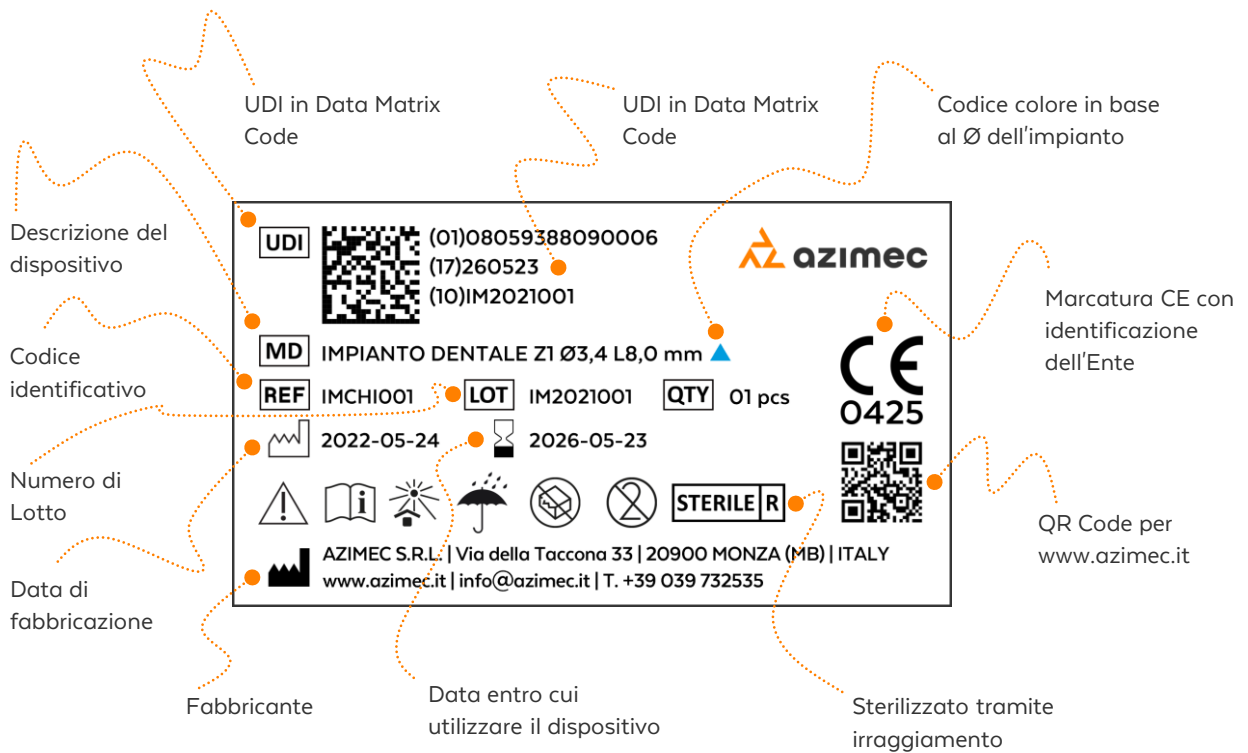 UDI in Data Matrix
Code
UDI in Data Matrix
Code
Codice colore in base
al Ø dell'impianto
Descrizione del
dispositivo
Codice
identificativo
Numero di
Lotto
Data di
fabbricazione
UDI
(01)08059388090006
(17)260523
(10)IM2021001
azimec
MD IMPIANTO DENTALE Z1 Ø3,4 L8,0 mm
REF IMCHI001 LOT IM2021001 QTY 01 pcs
2022-05-24 2026-05-23
CE
0425
STERILE R
AZIMEC S.R.L. | Via della Taccona 33 | 20900 MONZA (MB) | ITALY
www.azimec.it | info@azimec.it | T. +39 039 732535
Marcatura CE con
identificazione
dell'Ente
QR Code per
www.azimec.it
Fabbricante
Data entro cui
utilizzare il dispositivo
Sterilizzato tramite
irraggiamento